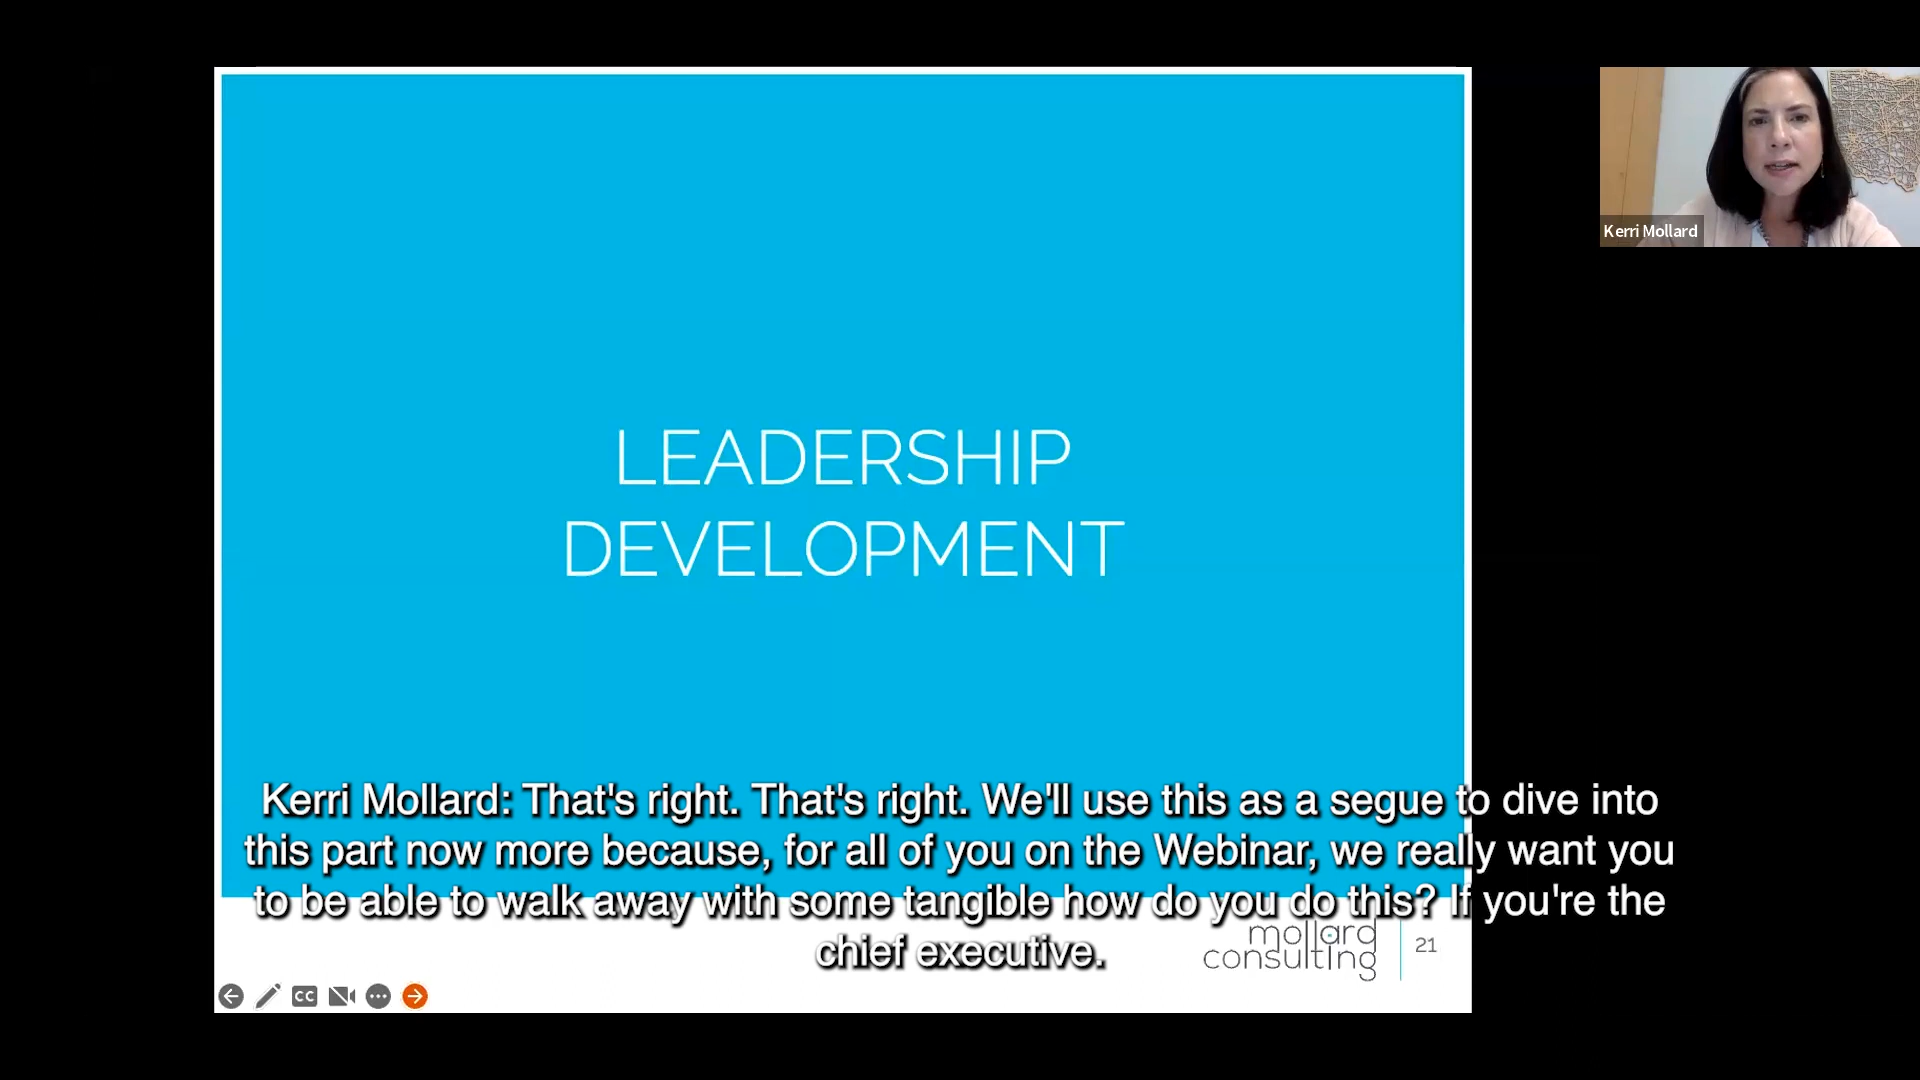 Kerri Mollard
LEADERSHIP
DEVELOPMENT
Kerri Mollard: That's right. That's right. We'll use this as a segue to dive into
this part now more because, for all of you on the Webinar, we really want you
to be able to walk away with some tangible how do you do this? If you're the
chief executive.
mollard
consulting
21
CC